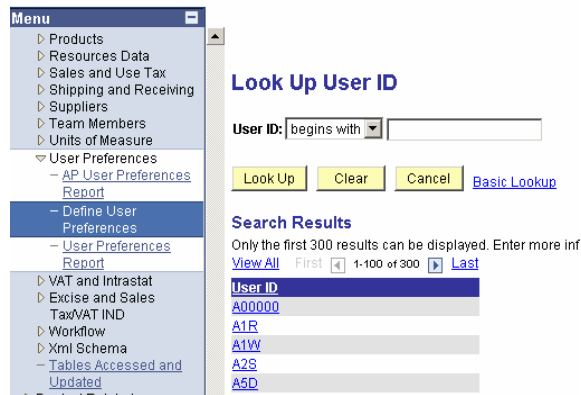 Menu
Products
Resources Data
Sales and Use Tax
Shipping and Receiving
Suppliers
Team Members
Units of Measure
User Preferences
– AP User Preferences
Report
– Define User
Preferences
– User Preferences
Report
VAT and Intrastat
Excise and Sales
Tax/VAT IND
Workflow
Xml Schema
– Tables Accessed and
Updated
Look Up User ID
User ID: begins with
Look Up Clear Cancel Basic Lookup
Search Results
Only the first 300 results can be displayed. Enter more inf
View All First 1-100 of 300 Last
User ID
A00000
A1R
A1W
A2S
A5D